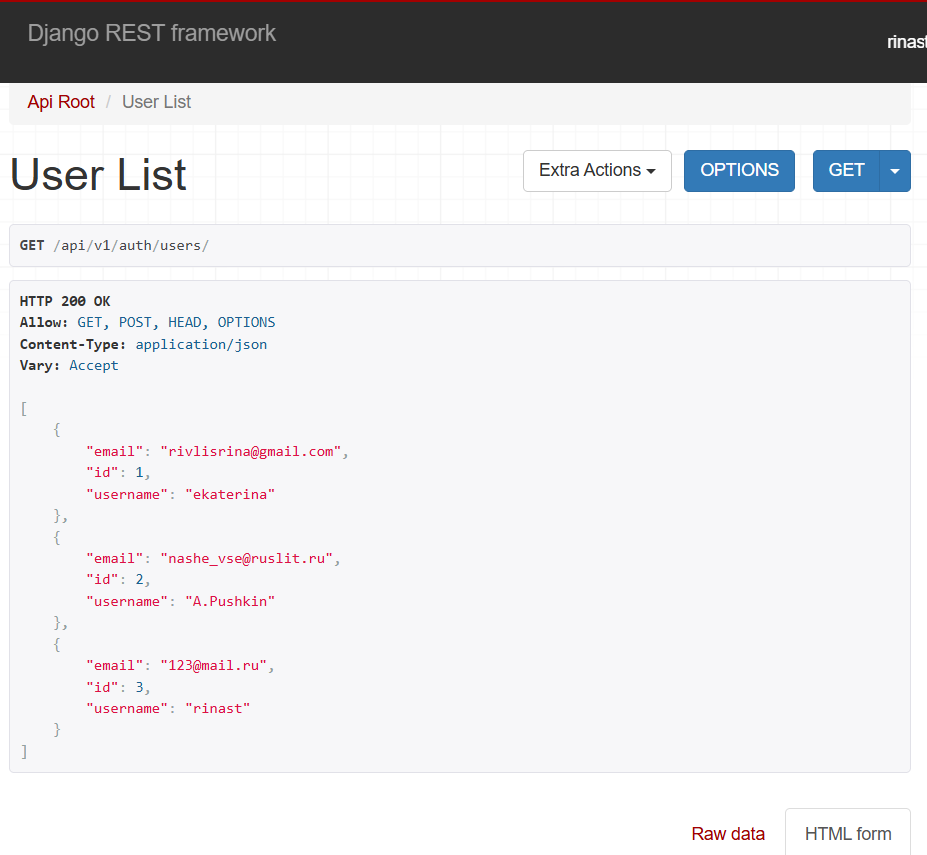 Django REST framework
rinast
Api Root / User List
User List
Extra Actions
OPTIONS
GET
GET /api/v1/auth/users/
HTTP 200 OK
Allow: GET, POST, HEAD, OPTIONS
Content-Type: application/json
Vary: Accept
[
    {
        "email": "rivlisrina@gmail.com",
        "id": 1,
        "username": "ekaterina"
    },
    {
        "email": "nashe_vse@ruslit.ru",
        "id": 2,
        "username": "A.Pushkin"
    },
    {
        "email": "123@mail.ru",
        "id": 3,
        "username": "rinast"
    }
]
Raw data
HTML form